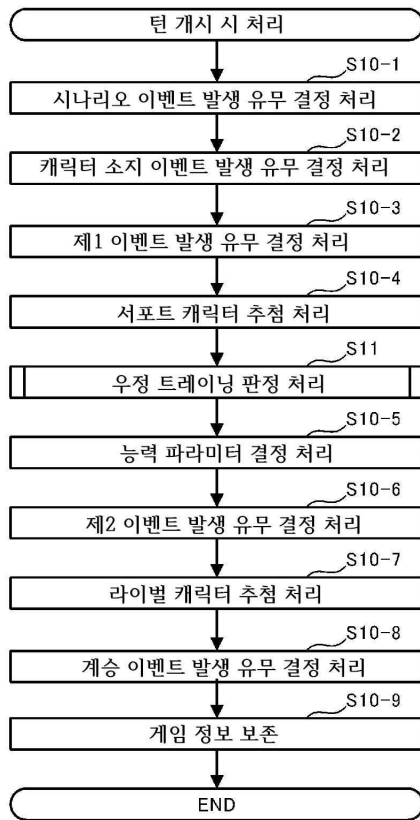 턴 개시 시 처리
S10-1
시나리오 이벤트 발생 유무 결정 처리
S10-2
캐릭터 소지 이벤트 발생 유무 결정 처리
S10-3
제1 이벤트 발생 유무 결정 처리
S10-4
서포트 캐릭터 추첨 처리
S11
우정 트레이닝 판정 처리
S10-5
능력 파라미터 결정 처리
S10-6
제2 이벤트 발생 유무 결정 처리
S10-7
라이벌 캐릭터 추첨 처리
S10-8
계승 이벤트 발생 유무 결정 처리
S10-9
게임 정보 보존
END